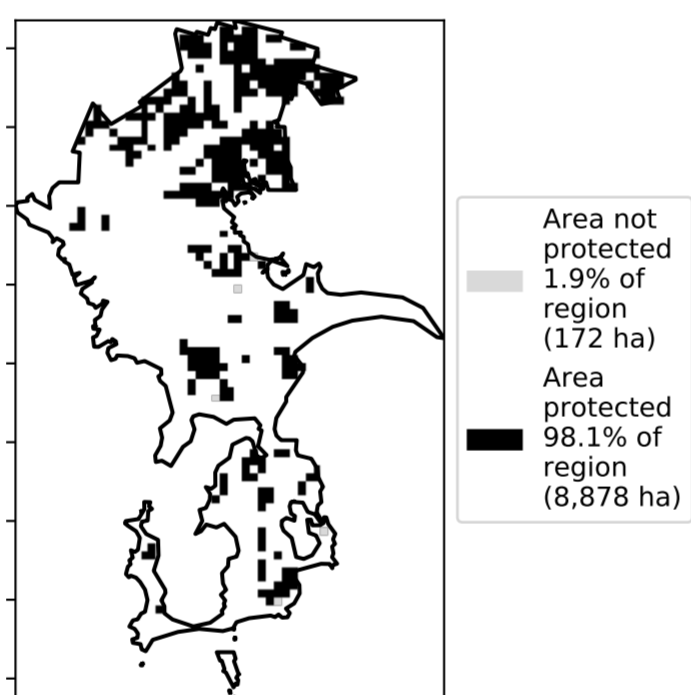 Area not
protected
1.9% of
region
(172 ha)
Area
protected
98.1% of
region
(8,878 ha)